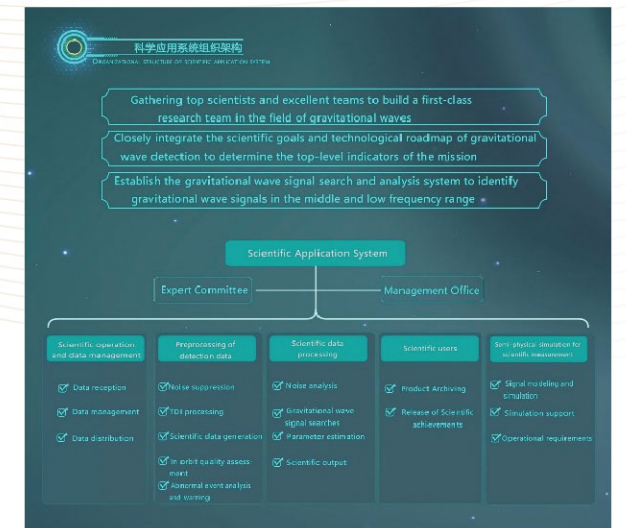 科学应用系统组织架构
ORGANIZATIONAL STRUCTURE OF SCIENTIFIC APPLICATION SYSTEM
Gathering top scientists and excellent teams to build a first-class
research team in the field of gravitational waves
Closely integrate the scientific goals and technological roadmap of gravitational
wave detection to determine the top-level indicators of the mission
Establish the gravitational wave signal search and analysis system to identify
gravitational wave signals in the middle and low frequency range
Scientific Application System
Expert Committee
Management Office
Scientific operation
and data management
Data reception
Data management
Data distribution
Preprocessing of
detection data
Noise suppression
TDI processing
Scientific data generation
In orbit quality assess-
ment
Abnormal event analysis
and warning
Scientific data
processing
Noise analysis
Gravitational wave
signal searches
Parameter estimation
Scientific output
Scientific users
Product Archiving
Release of Scientific
achievements
Semi-physical simulation for
scientific measurement
Signal modeling and
simulation
Simulation support
Operational requirements